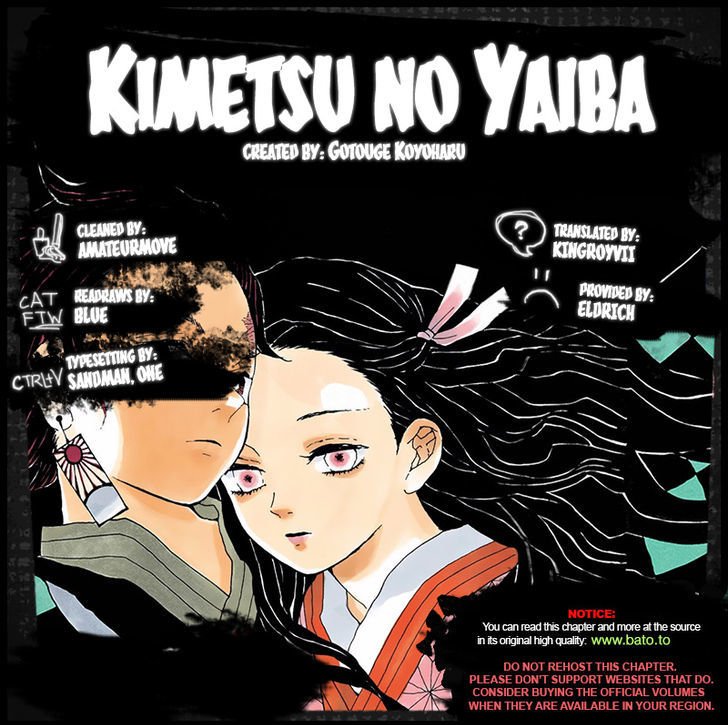 KIMETSU NO YAIBA
CREATED BY: GOTOUGE KOYOHARU
CLEANED BY:
AMATEURMOVE
CAT
FTW
READRAWS BY:
BLUE
CTRL+V
TYPESETTING BY:
SANDMAN, ONE
?
TRANSLATED BY:
KINGROYVII
PROVIDED BY:
ELDRICH
NOTICE:
You can read this chapter and more at the source
in its original high quality: www.bato.to
DO NOT REHOST THIS CHAPTER.
PLEASE DON'T SUPPORT WEBSITES THAT DO.
CONSIDER BUYING THE OFFICIAL VOLUMES
WHEN THEY ARE AVAILABLE IN YOUR REGION.